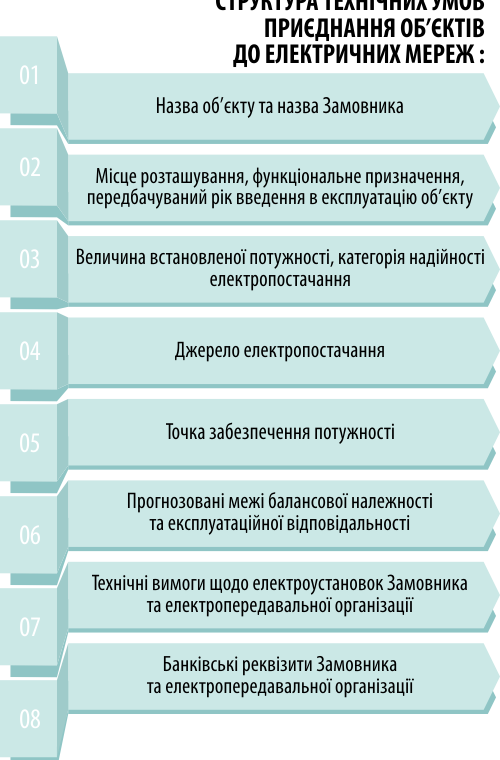 СТРУКТУРА ТЕХНІЧНИХ УМОВ
ПРИЄДНАННЯ ОБ’ЄКТІВ
ДО ЕЛЕКТРИЧНИХ МЕРЕЖ :
01
Назва об’єкту та назва Замовника
02
Місце розташування, функціональне призначення,
передбачуваний рік введення в експлуатацію об’єкту
03
Величина встановленої потужності, категорія надійності
електропостачання
04
Джерело електропостачання
05
Точка забезпечення потужності
06
Прогнозовані межі балансової належності
та експлуатаційної відповідальності
07
Технічні вимоги щодо електроустановок Замовника
та електропередавальної організації
08
Банківські реквізити Замовника
та електропередавальної організації